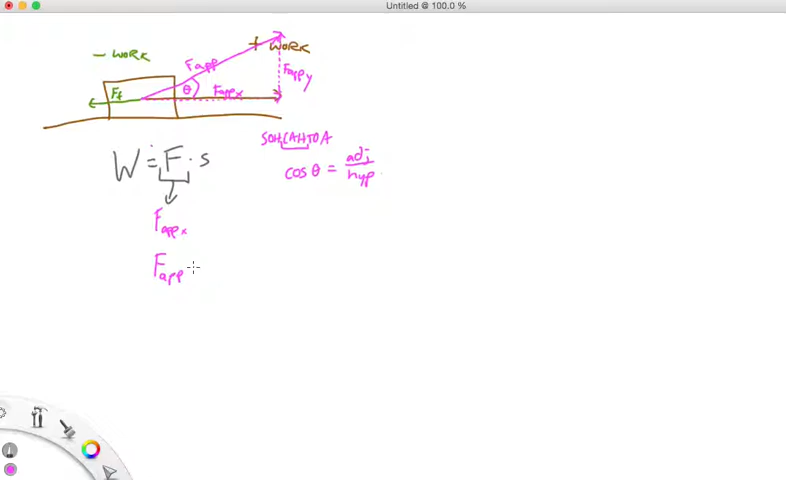 Untitled @ 100.0 %
+ WORK
- WORK
Fapp
Fappy
θ
Fappx
Ff
SOHCAHTOA
W = F · s
cos θ = adj/hyp
Fappx
Fapp